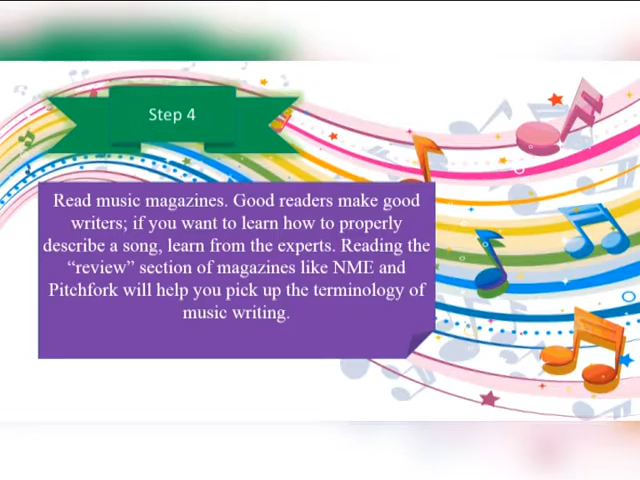 Step 4
Read music magazines. Good readers make good
writers; if you want to learn how to properly
describe a song, learn from the experts. Reading the
“review” section of magazines like NME and
Pitchfork will help you pick up the terminology of
music writing.